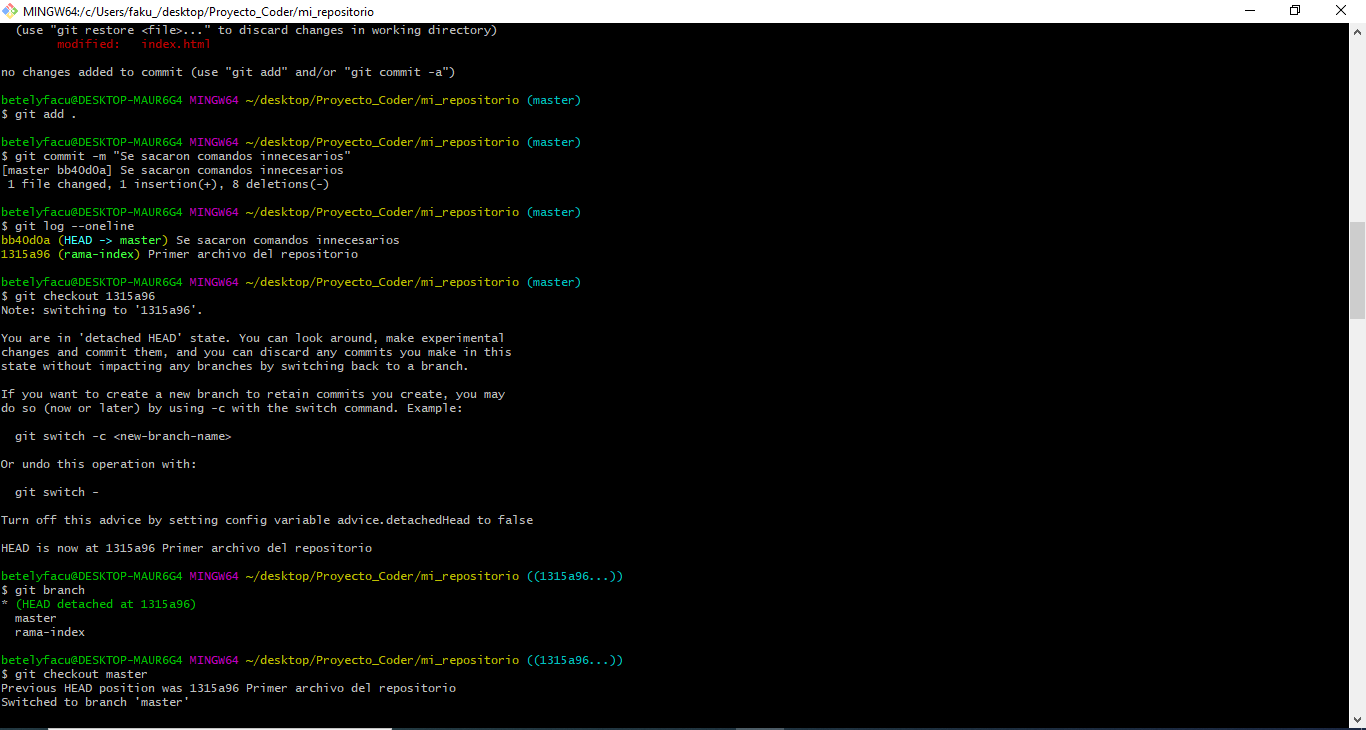 MINGW64:/c/Users/faku_/desktop/Proyecto_Coder/mi_repositorio
(use "git restore <file>..." to discard changes in working directory)
modified:   index.html
no changes added to commit (use "git add" and/or "git commit -a")
betelyfacu@DESKTOP-MAUR6G4 MINGW64 ~/desktop/Proyecto_Coder/mi_repositorio (master)
$ git add .
betelyfacu@DESKTOP-MAUR6G4 MINGW64 ~/desktop/Proyecto_Coder/mi_repositorio (master)
$ git commit -m "Se sacaron comandos innecesarios"
[master bb40d0a] Se sacaron comandos innecesarios
1 file changed, 1 insertion(+), 8 deletions(-)
betelyfacu@DESKTOP-MAUR6G4 MINGW64 ~/desktop/Proyecto_Coder/mi_repositorio (master)
$ git log --oneline
bb40d0a (HEAD -> master) Se sacaron comandos innecesarios
1315a96 (rama-index) Primer archivo del repositorio
betelyfacu@DESKTOP-MAUR6G4 MINGW64 ~/desktop/Proyecto_Coder/mi_repositorio (master)
$ git checkout 1315a96
Note: switching to '1315a96'.
You are in 'detached HEAD' state. You can look around, make experimental
changes and commit them, and you can discard any commits you make in this
state without impacting any branches by switching back to a branch.
If you want to create a new branch to retain commits you create, you may
do so (now or later) by using -c with the switch command. Example:
git switch -c <new-branch-name>
Or undo this operation with:
git switch -
Turn off this advice by setting config variable advice.detachedHead to false
HEAD is now at 1315a96 Primer archivo del repositorio
betelyfacu@DESKTOP-MAUR6G4 MINGW64 ~/desktop/Proyecto_Coder/mi_repositorio ((1315a96...))
$ git branch
* (HEAD detached at 1315a96)
master
rama-index
betelyfacu@DESKTOP-MAUR6G4 MINGW64 ~/desktop/Proyecto_Coder/mi_repositorio ((1315a96...))
$ git checkout master
Previous HEAD position was 1315a96 Primer archivo del repositorio
Switched to branch 'master'